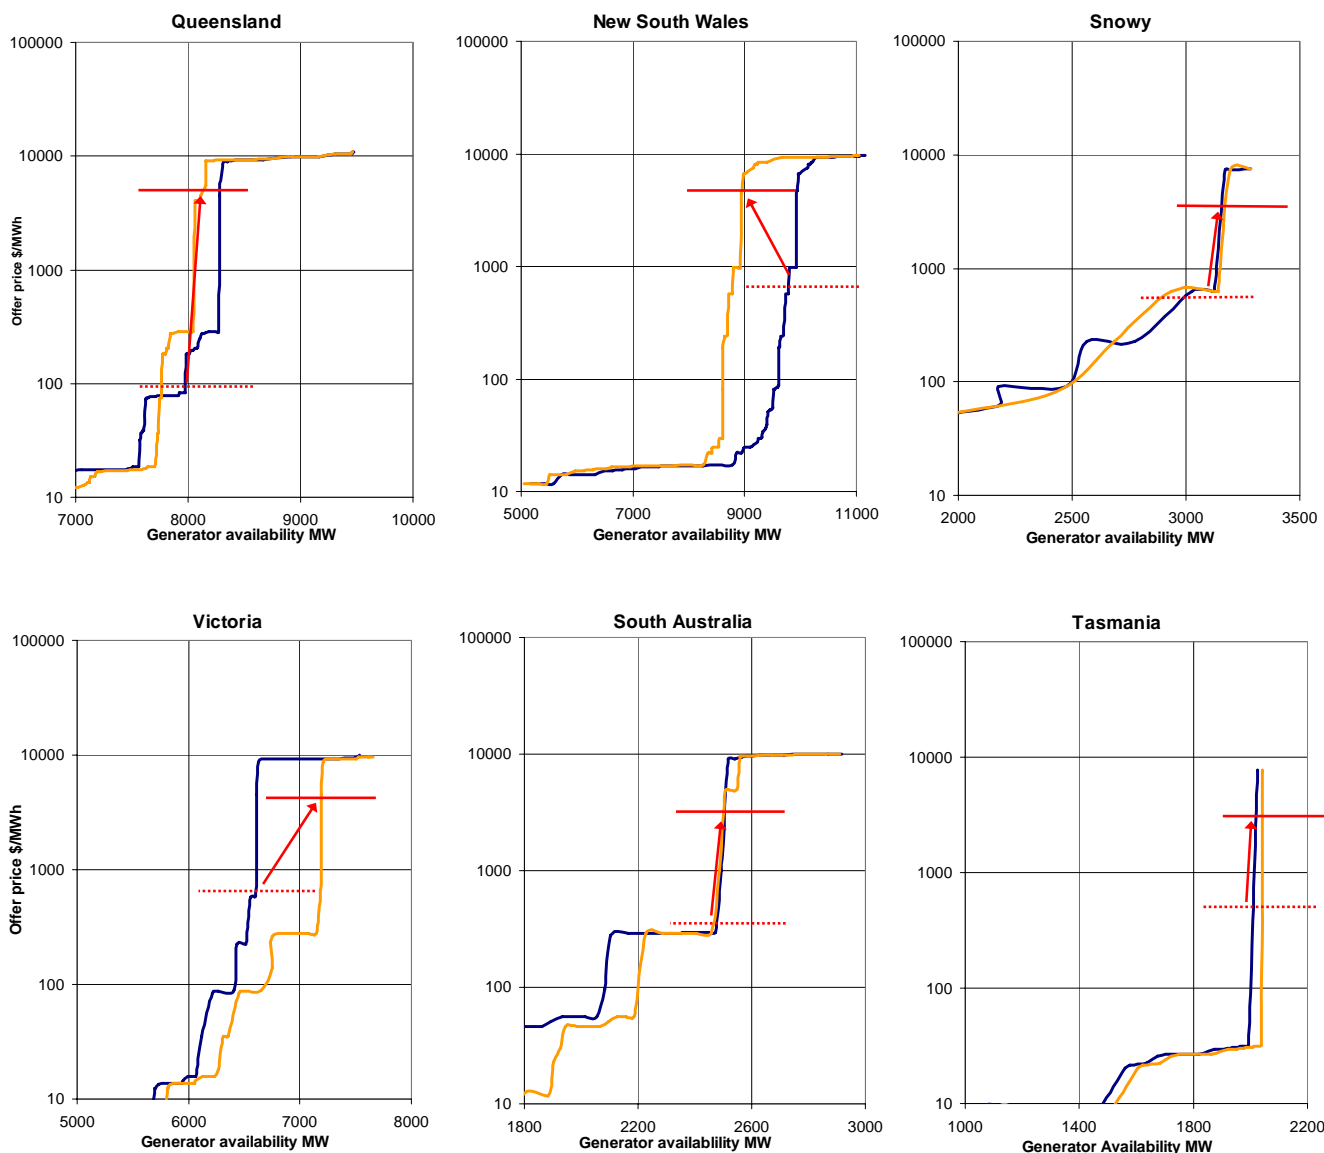 Queensland
100000
10000
1000
100
10
Offer price $/MWh
7000 8000 9000 10000
Generator availability MW
New South Wales
100000
10000
1000
100
10
5000 7000 9000 11000
Generator availability MW
Snowy
100000
10000
1000
100
10
2000 2500 3000 3500
Generator availability MW
Victoria
100000
10000
1000
100
10
Offer price $/MWh
5000 6000 7000 8000
Generator availability MW
South Australia
100000
10000
1000
100
10
1800 2200 2600 3000
Generator availablility MW
Tasmania
100000
10000
1000
100
10
1000 1400 1800 2200
Generator Availability MW